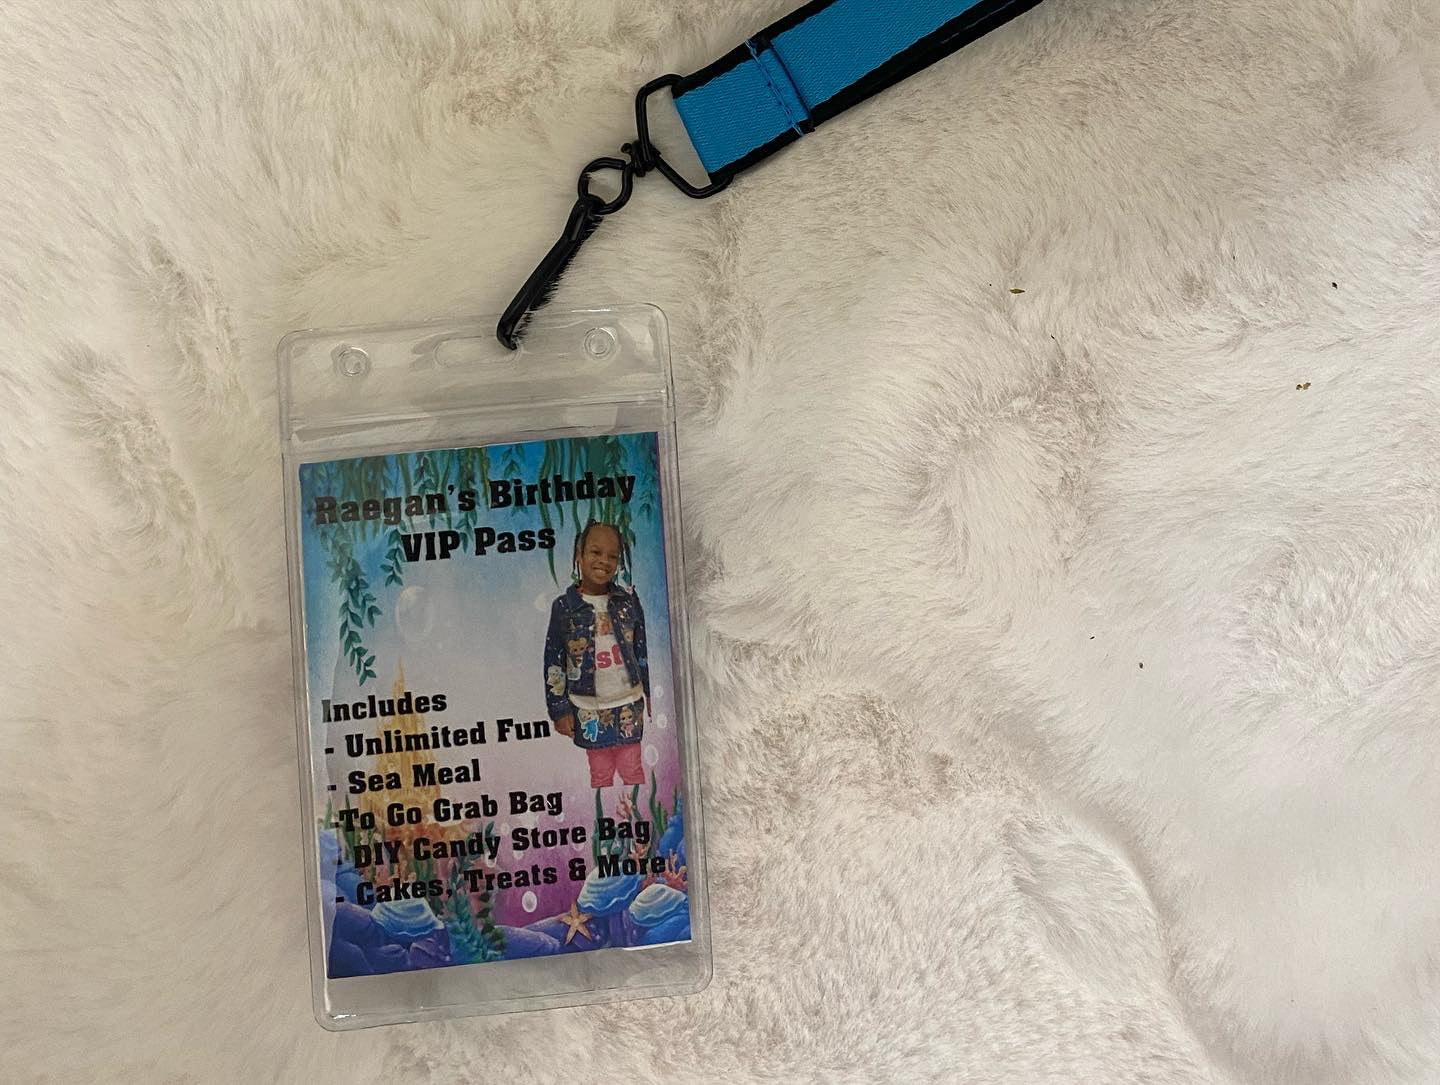 Raegan's Birthday
VIP Pass
st
Includes
- Unlimited Fun
- Sea Meal
-To Go Grab Bag
- DIY Candy Store Bag
- Cakes, Treats & More